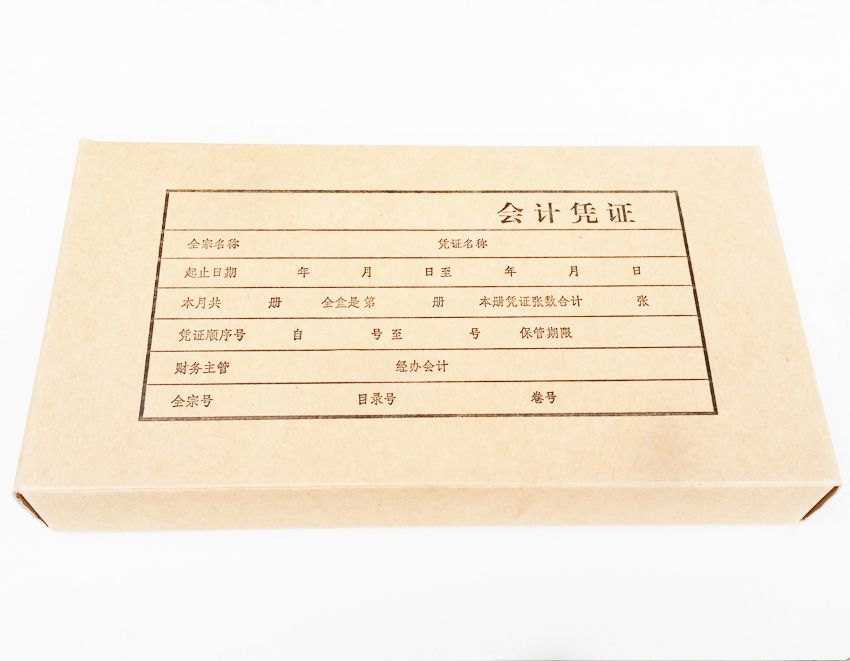 会计凭证
全宗名称 凭证名称
起止日期 年 月 日至 年 月 日
本月共 册 全盒是第 册 本册凭证张数合计 张
凭证顺序号 自 号至 号 保管期限
财务主管 经办会计
全宗号 目录号 卷号